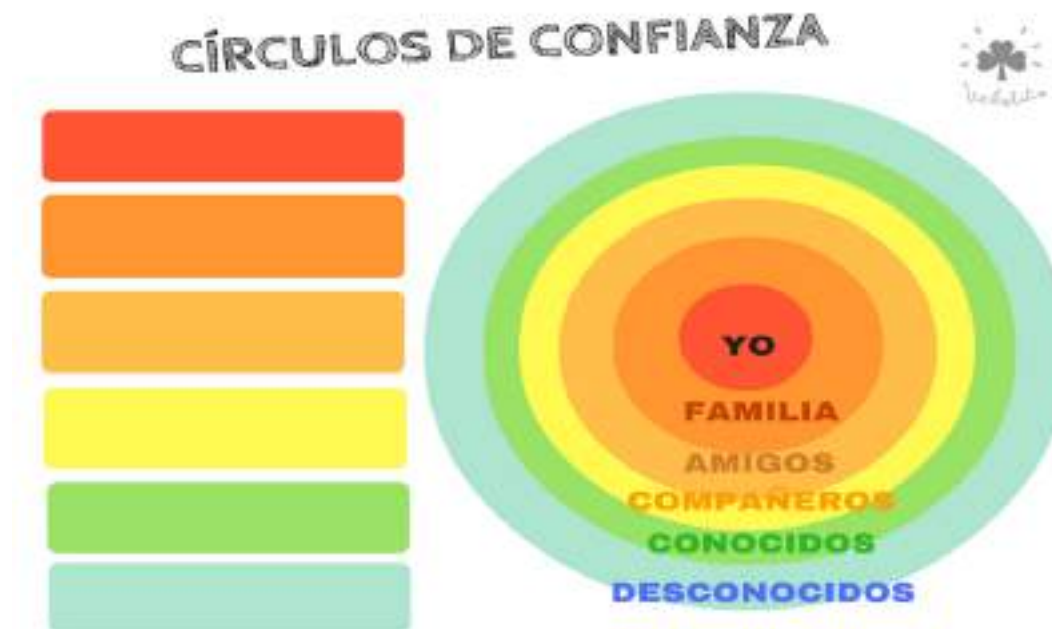 CÍRCULOS DE CONFIANZA
YO
FAMILIA
AMIGOS
COMPAÑEROS
CONOCIDOS
DESCONOCIDOS